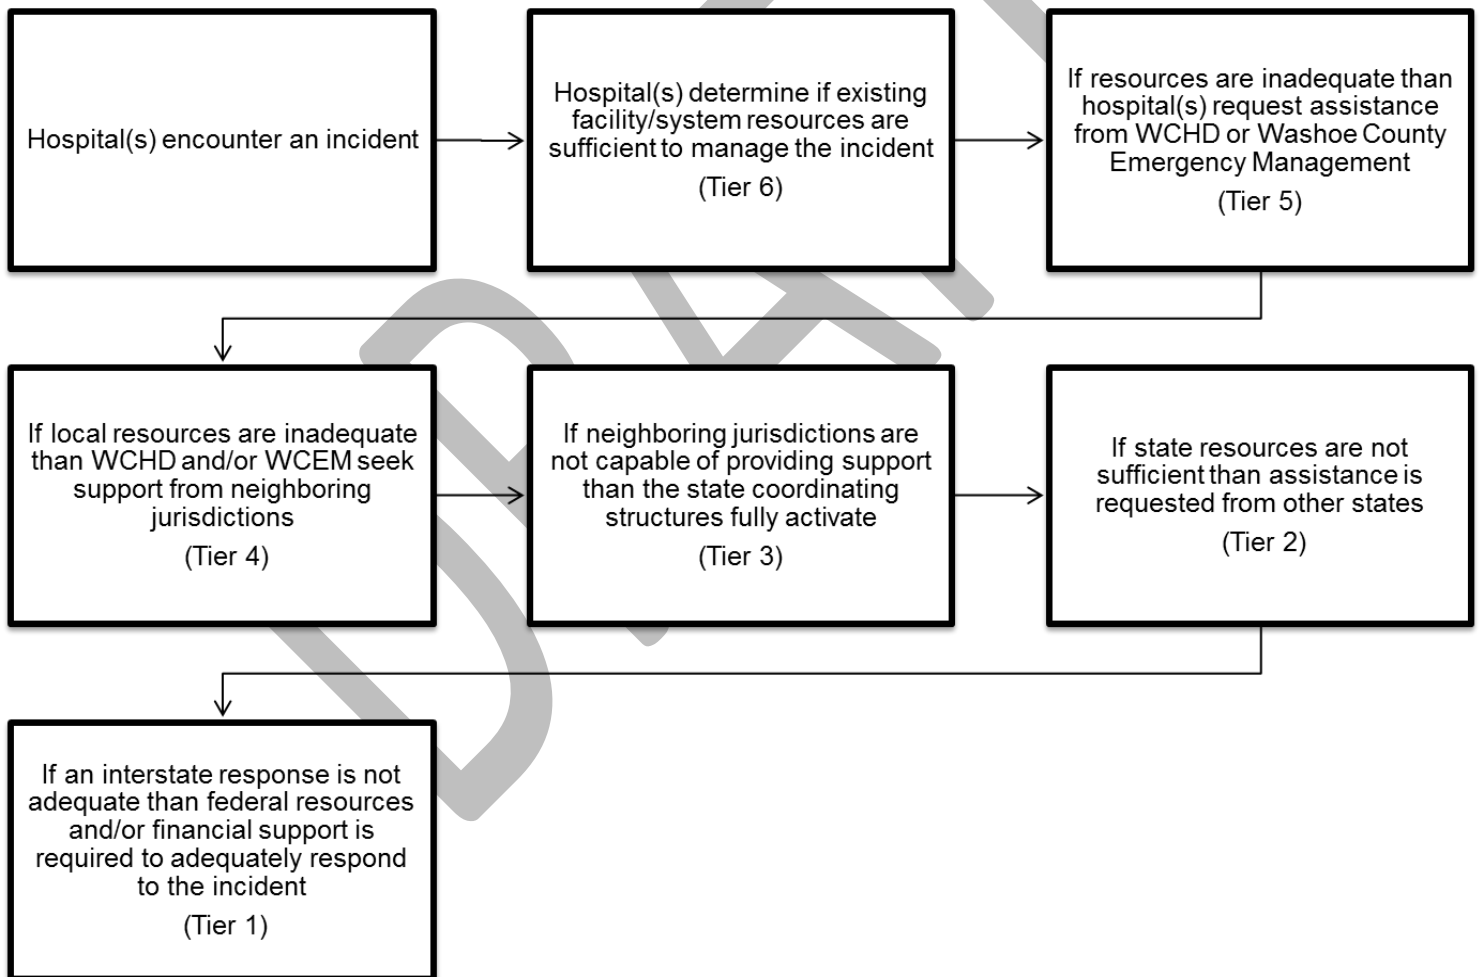 Hospital(s) encounter an incident
Hospital(s) determine if existing
facility/system resources are
sufficient to manage the incident
(Tier 6)
If resources are inadequate than
hospital(s) request assistance
from WCHD or Washoe County
Emergency Management
(Tier 5)
If local resources are inadequate
than WCHD and/or WCEM seek
support from neighboring
jurisdictions
(Tier 4)
If neighboring jurisdictions are
not capable of providing support
than the state coordinating
structures fully activate
(Tier 3)
If state resources are not
sufficient than assistance is
requested from other states
(Tier 2)
If an interstate response is not
adequate than federal resources
and/or financial support is
required to adequately respond
to the incident
(Tier 1)